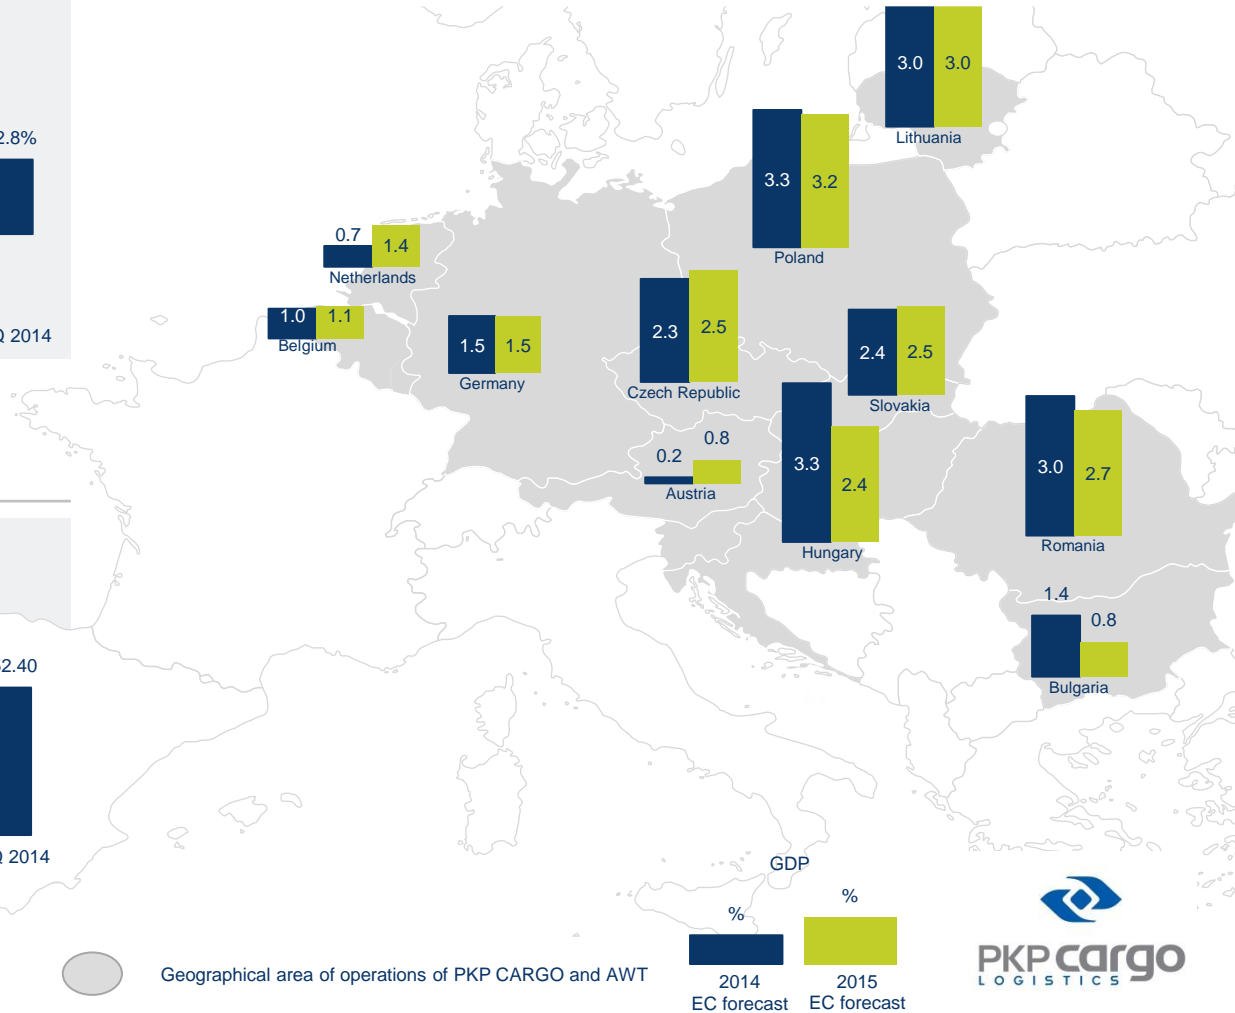 3.0 3.0
Lithuania
2.8%
3.3 3.2
Poland
0.7
1.4
Netherlands
1.0 1.1
Belgium
Q 2014
1.5 1.5
Germany
2.3 2.5
Czech Republic
2.4 2.5
Slovakia
0.2
0.8
Austria
3.3
2.4
Hungary
3.0 2.7
Romania
1.4
0.8
Bulgaria
2.40
Q 2014
GDP
%
%
2014
EC forecast
2015
EC forecast
Geographical area of operations of PKP CARGO and AWT
PKP cargo
LOGISTICS